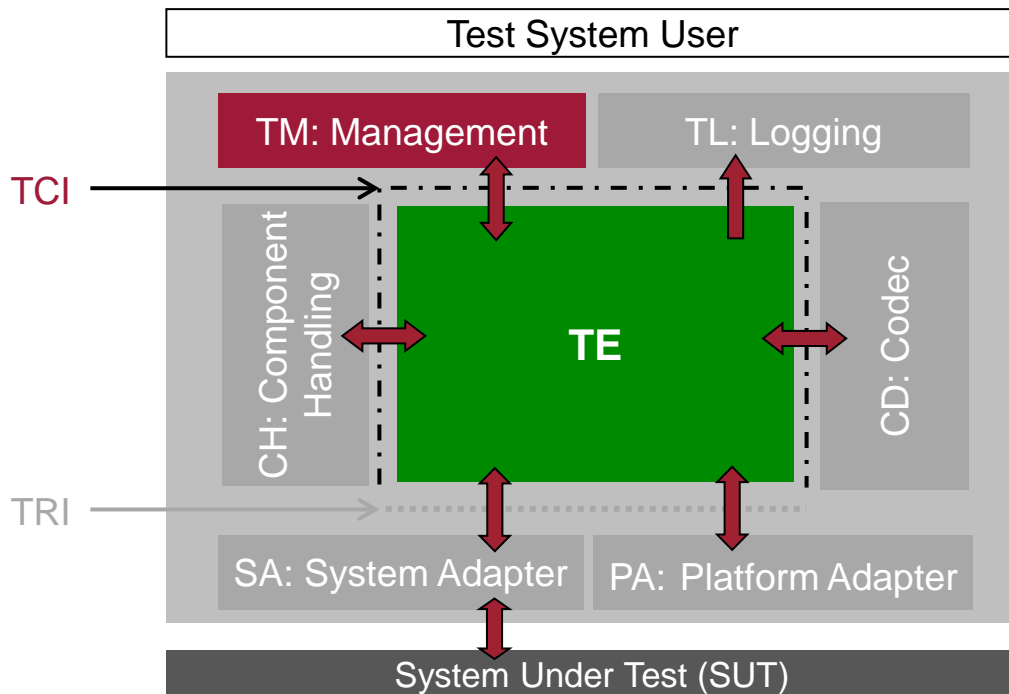 Test System User
TM: Management
TL: Logging
TCI
CH: Component
Handling
TE
CD: Codec
TRI
SA: System Adapter
PA: Platform Adapter
System Under Test (SUT)